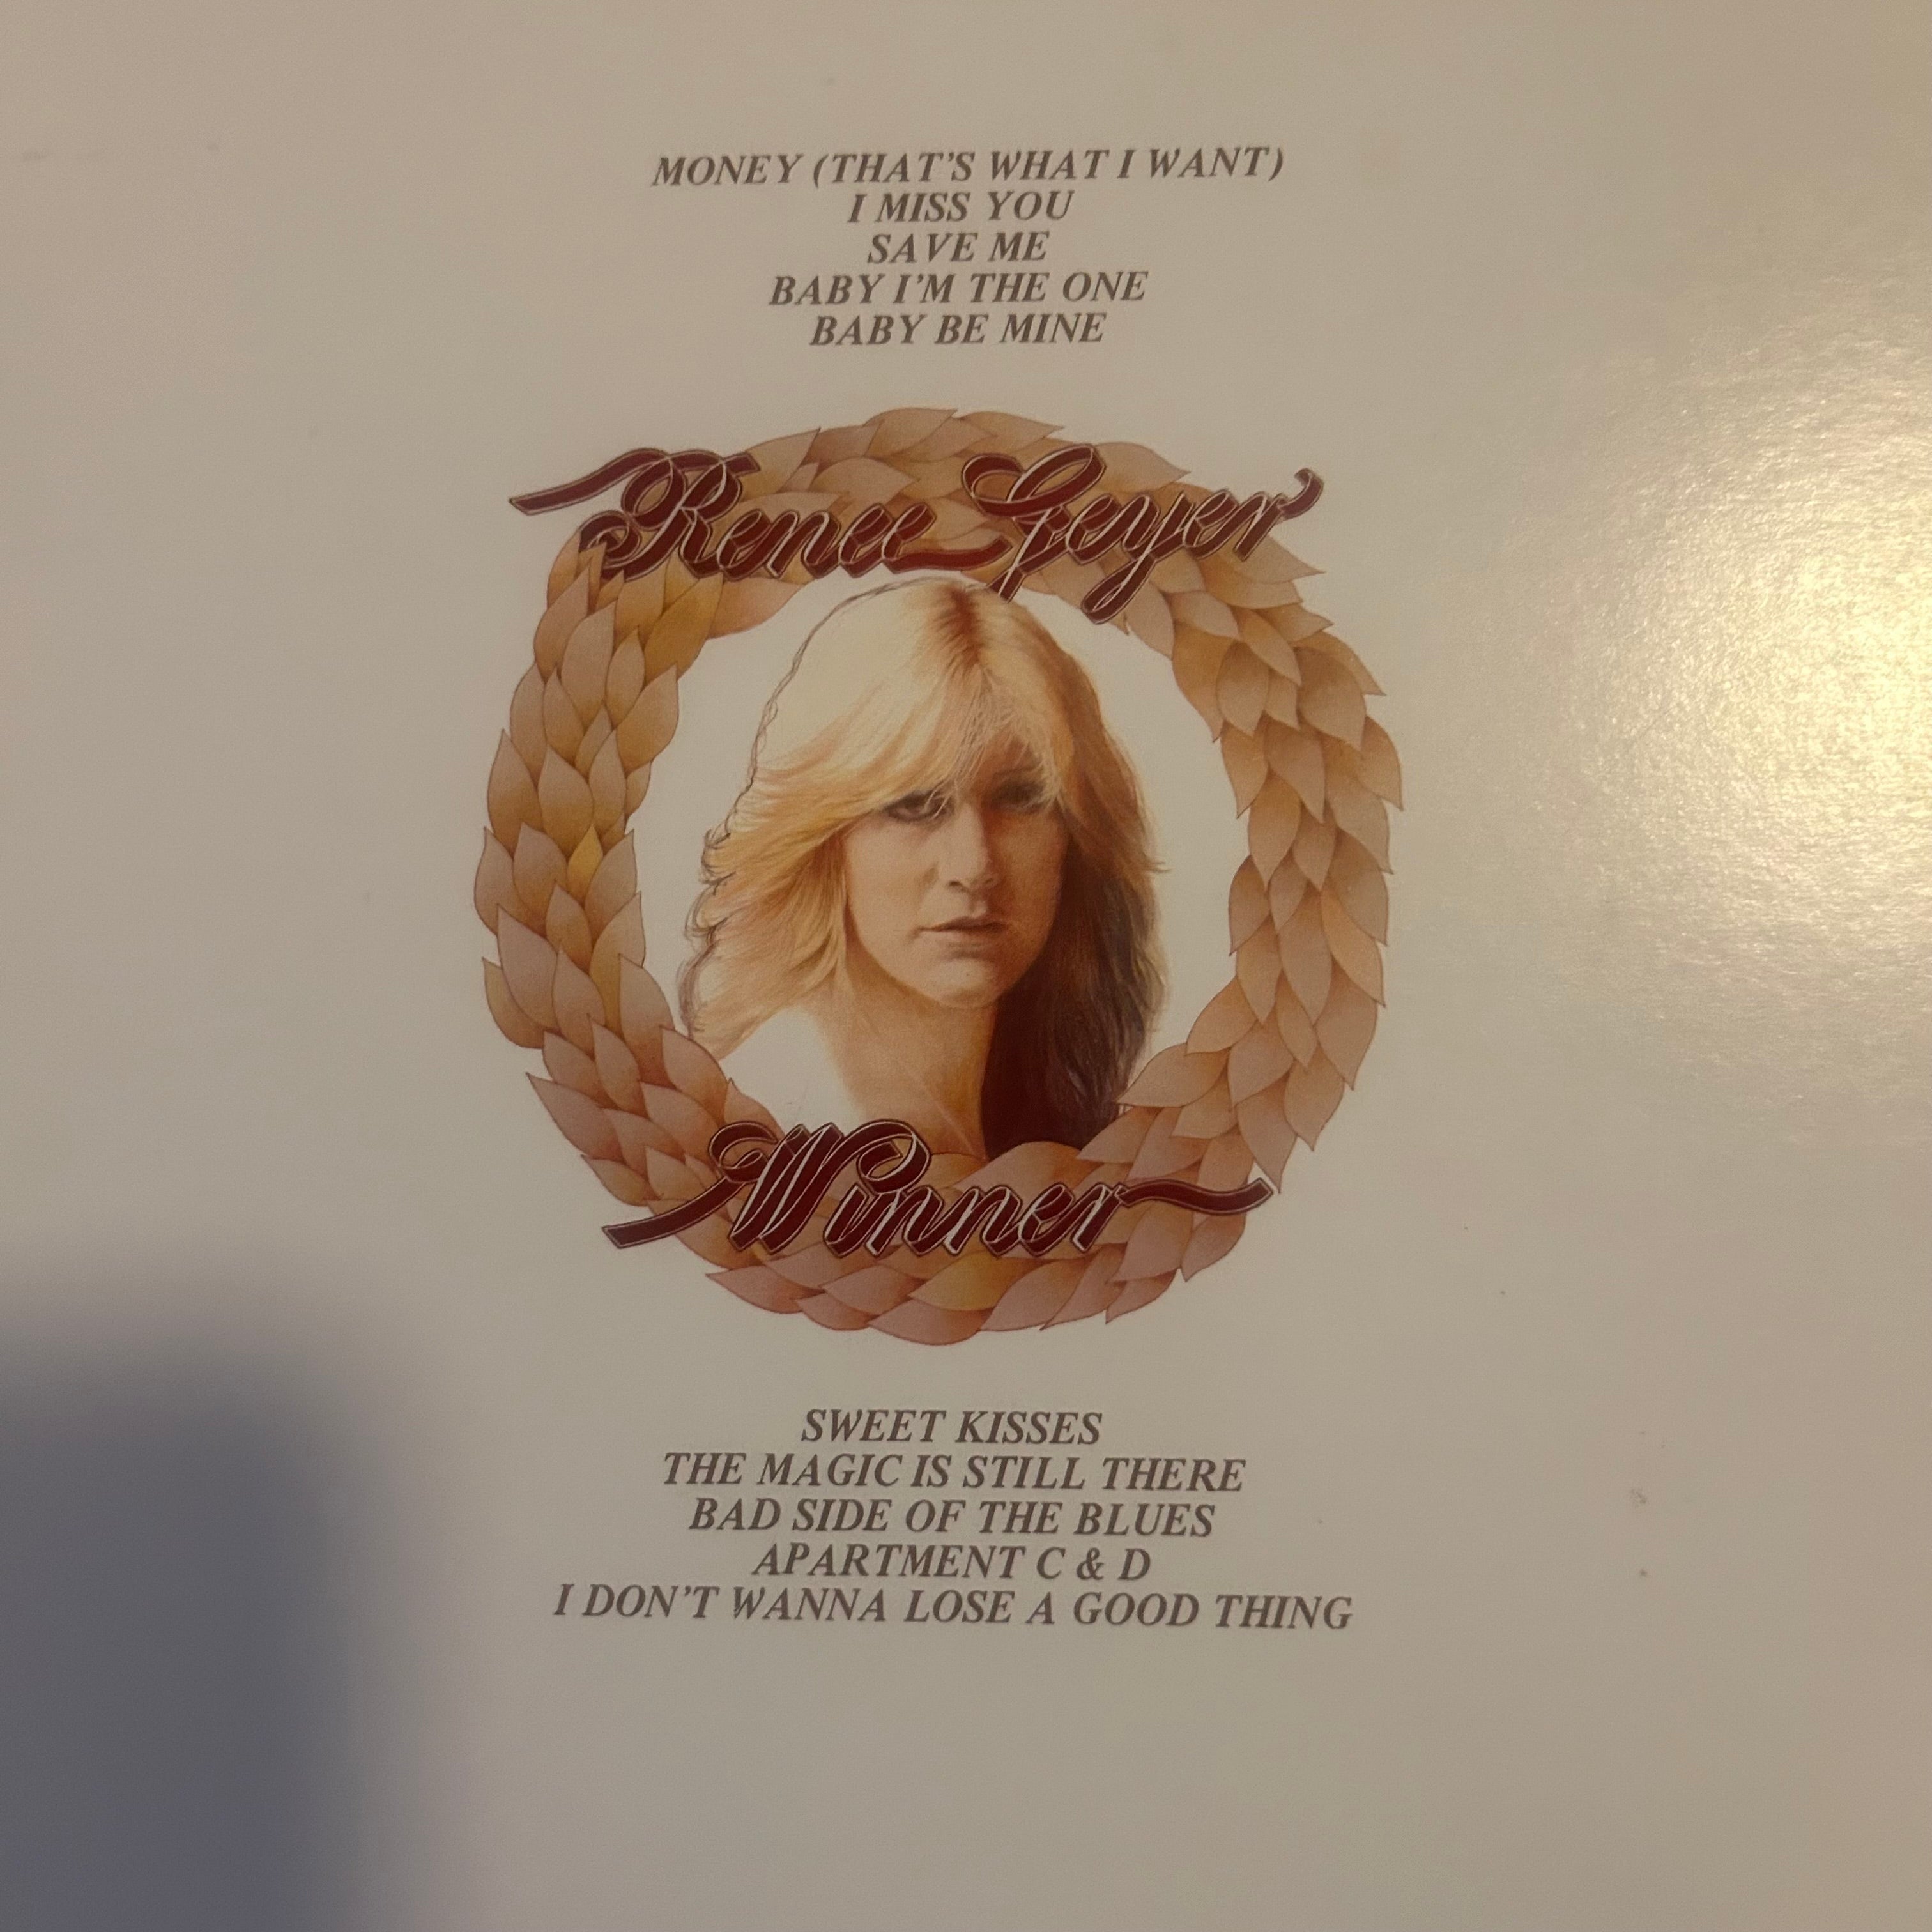 MONEY (THAT'S WHAT I WANT)
I MISS YOU
SAVE ME
BABY I'M THE ONE
BABY BE MINE
Renee Geyer
Winner
SWEET KISSES
THE MAGIC IS STILL THERE
BAD SIDE OF THE BLUES
APARTMENT C & D
I DON'T WANNA LOSE A GOOD THING